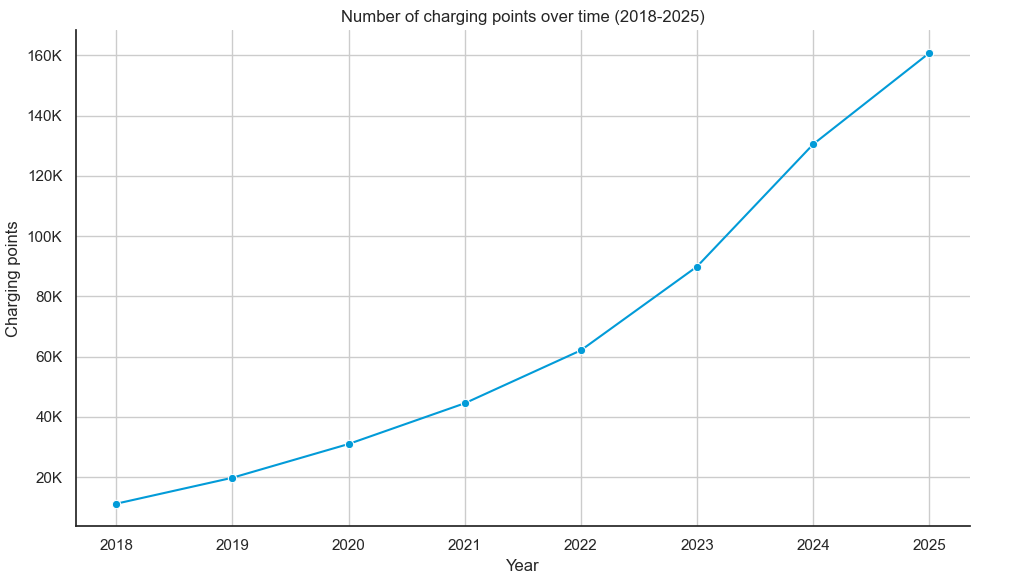 Number of charging points over time (2018-2025)
160K
140K
120K
100K
80K
60K
40K
20K
Charging points
2018 2019 2020 2021 2022 2023 2024 2025
Year